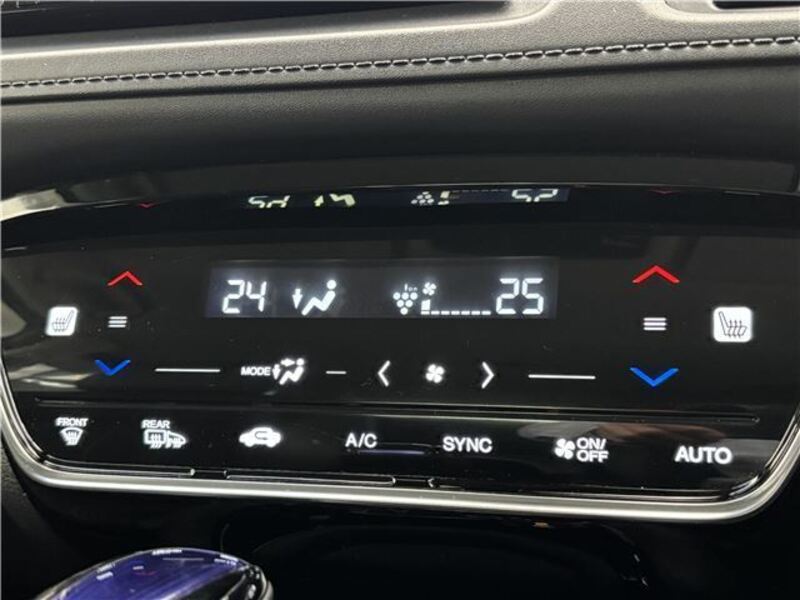 24 25
MODE
FRONT REAR A/C SYNC ON/OFF AUTO